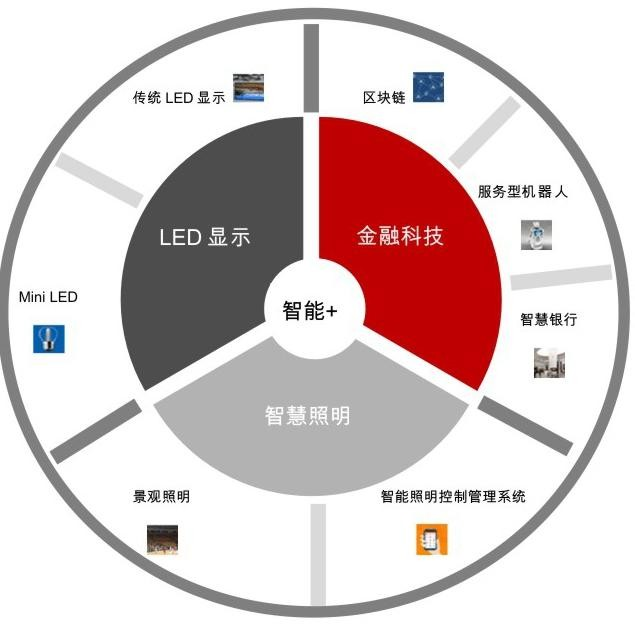 传统 LED 显示
区块链
服务型机器人
LED 显示
金融科技
Mini LED
智能+
智慧银行
智慧照明
景观照明
智能照明控制管理系统